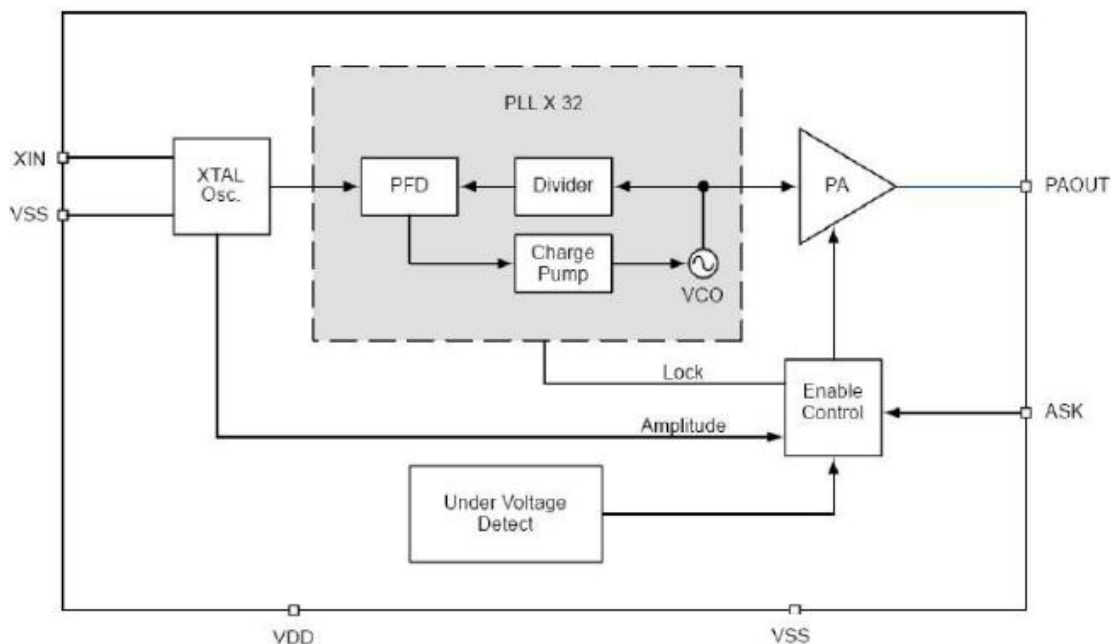 PLL X 32
XIN
VSS
XTAL
Osc.
PFD
Divider
PA
PAOUT
Charge
Pump
VCO
Lock
Enable
Control
ASK
Amplitude
Under Voltage
Detect
VDD
VSS